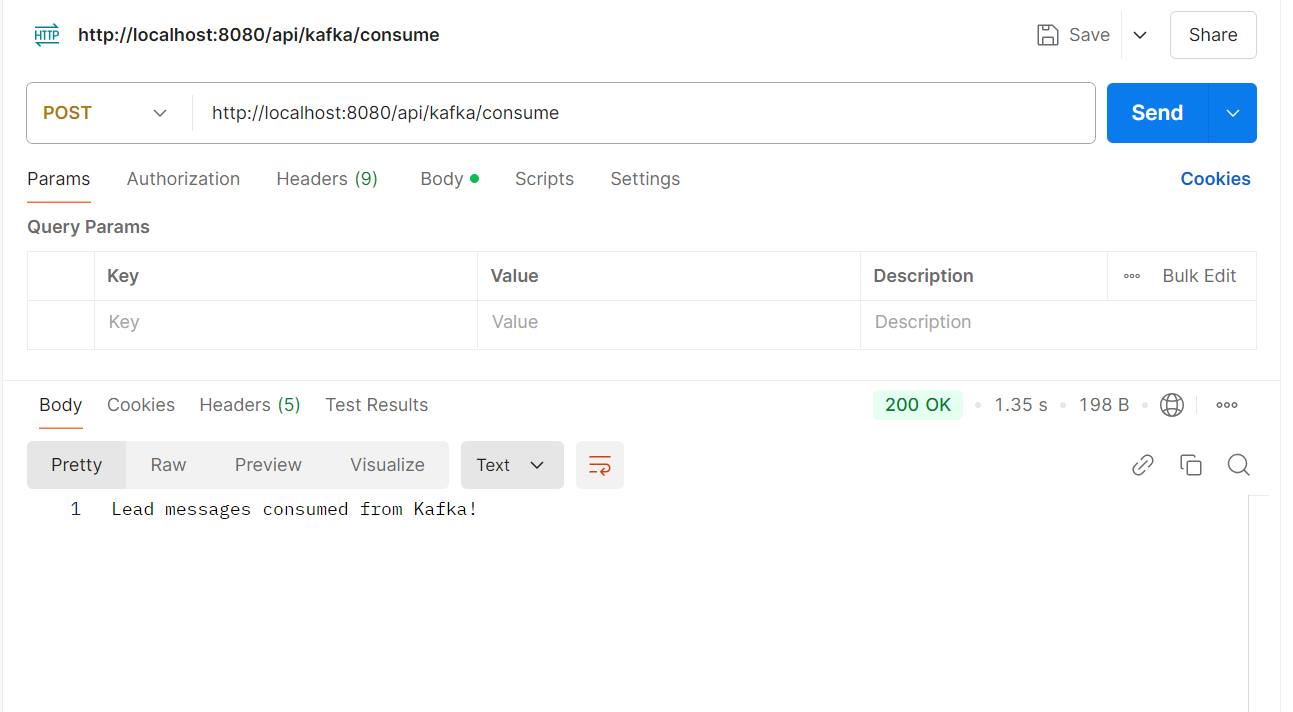 HTTP http://localhost:8080/api/kafka/consume Save Share
POST http://localhost:8080/api/kafka/consume Send
Params Authorization Headers (9) Body Scripts Settings Cookies
Query Params
Key Value Description Bulk Edit
Key Value Description
Body Cookies Headers (5) Test Results 200 OK 1.35 s 198 B
Pretty Raw Preview Visualize Text
1 Lead messages consumed from Kafka!